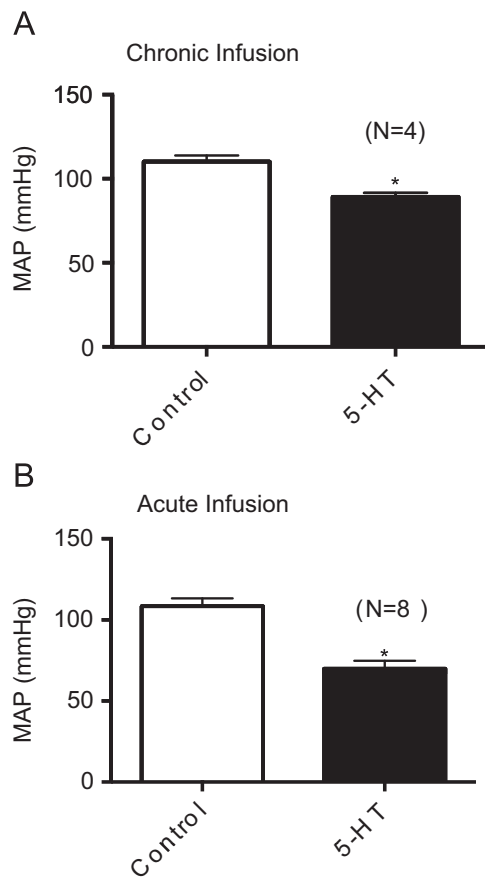 A
Chronic Infusion
150
(N=4)
*
100
MAP (mmHg)
50
0
Control
5-HT
B
Acute Infusion
150
(N=8 )
*
100
MAP (mmHg)
50
0
Control
5-HT